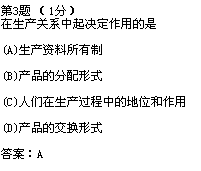 第3题 （1分）
在生产关系中起决定作用的是
(A)生产资料所有制
(B)产品的分配形式
(C)人们在生产过程中的地位和作用
(D)产品的交换形式
答案：A